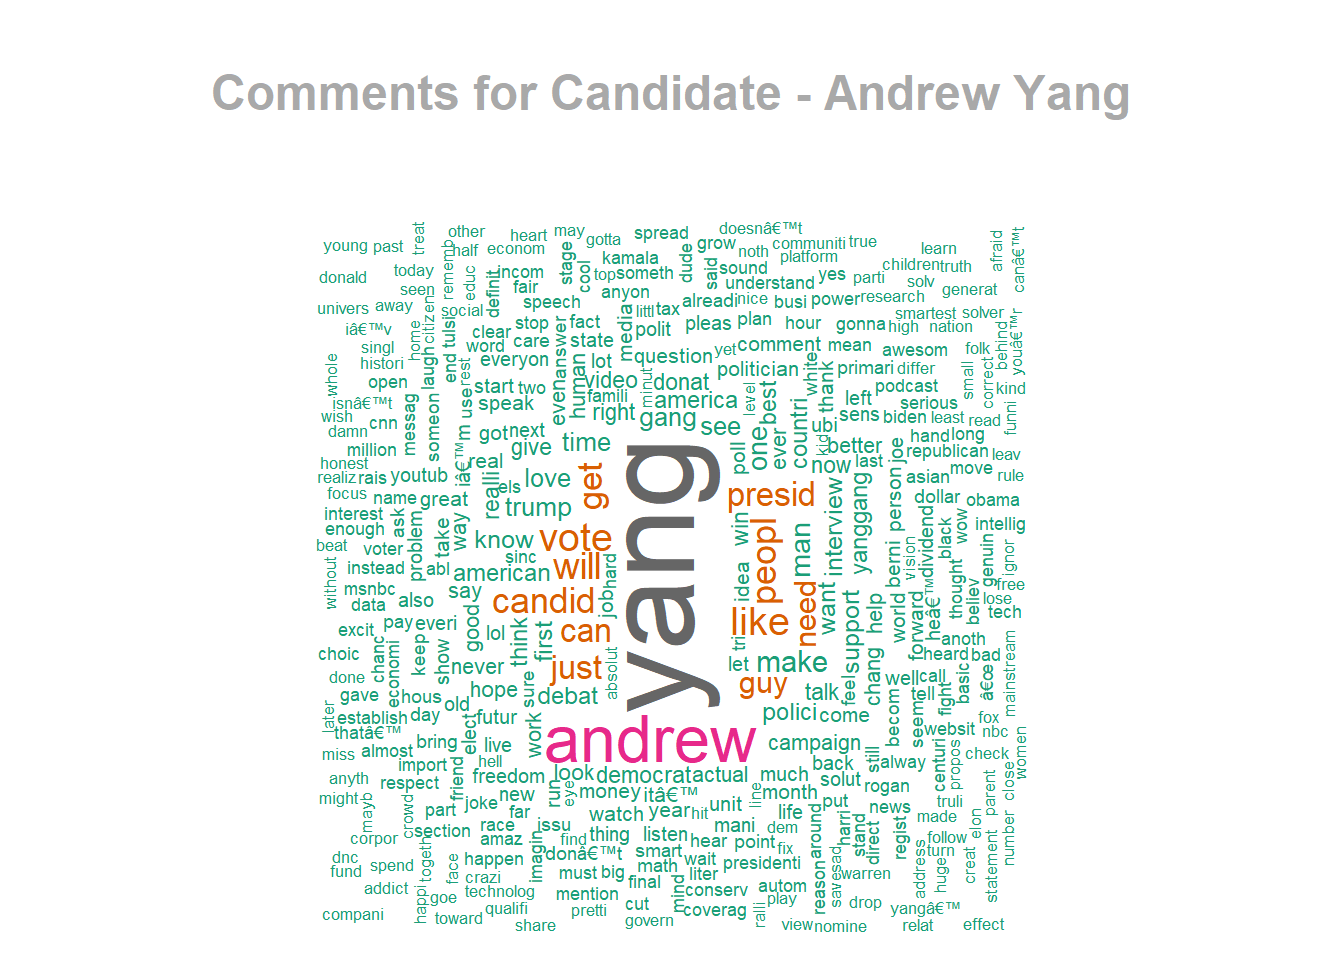 Comments for Candidate - Andrew Yang
young past treat other half heart econom may gotta spread doesnâ€™t grow noth communiti true learn afraid canâ€™t
donald today seen educ rememb definit incom fair stage cool kamala top someth anyon dude said sound understand platform yes parti children truth solv generat
univers away citizen social speech littl tax alreadi nice busi power research smartest solver
iâ€™v home tulsi clear stop fact media polit pleas plan hour gonna high nation behind youâ€™r
singl histori laugh end word care state question yet comment mean awesom folk
whole open rest everyon answer lot video minut politician white primari differ small correct kind
isnâ€™t messag someon m use start two even human famili donat america level best thank left podcast serious
wish cnn speak right gang see ubi sens biden least read funni
damn million iâ€™m got next give time poll one ever countri kid better hand long republican leav
honest real realli els love get now last joe asian move rule
realiz rais youtub presid yanggang person dollar obama
focus name great trump win interview
interest ask way vote peopl man berni dividend black wow intellig
enough problem take know yang vision genuin ignor
beat voter sinc
without instead abl american will hard idea want heâ€™ thought free
msnbc say job need world believ lose
data also candid like support help forward tech
pay everi good lol think first can tri anoth
excit keep show just absolut let make chang heard bad
choic chanc economi never guy feel well call basic mainstream
done gave hous old hope sure debat talk tell fight â€œ
later establish day futur polici come becom seem websit fox
thatâ€™ elect work andrew nbc
miss almost bring live campaign still alway centuri propos check women
import hell look democrat actual much back
anyth respect friend freedom run eye money itâ€™ line month solut rogan truli parent close
might mayb crowd part joke new far unit life put news made elon number
section race issu watch year hit mani dem harri stand direct regist follow
corpor amaz imagin find thing listen hear point fix around turn
dnc togeth face happen donâ€™t smart wait presidenti huge creat statement
fund spend crazi must big math liter reason save sad warren address
addict goe technolog mention final mind conserv autom play drop
compani happi toward qualifi pretti cut coverag ralli yangâ€™
share govern view nomine relat effect